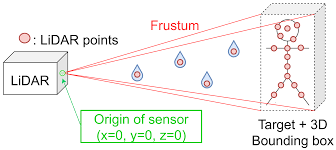 Frustum
: LiDAR points
LiDAR
Origin of sensor
(x=0, y=0, z=0)
Target + 3D
Bounding box